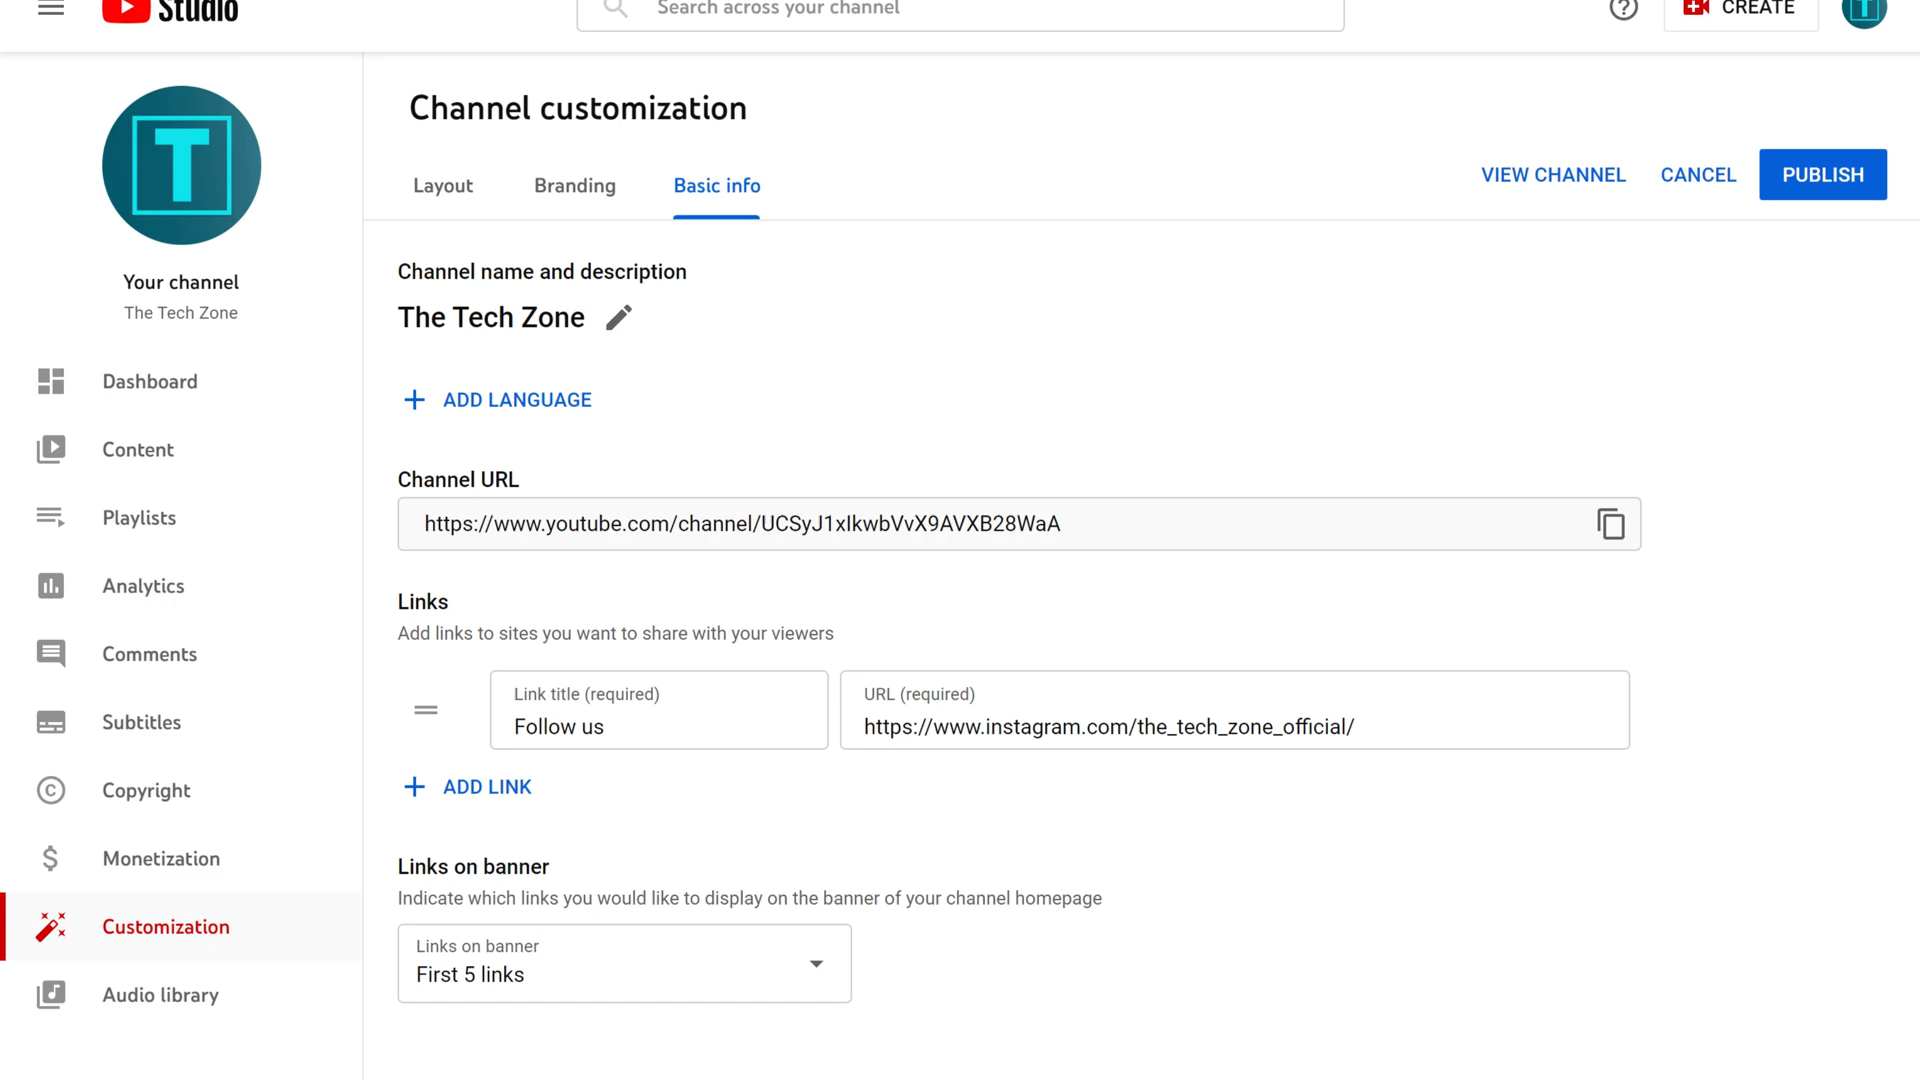 Studio
Search across your channel
CREATE
T
T
Your channel
The Tech Zone
Dashboard
Content
Playlists
Analytics
Comments
Subtitles
Copyright
Monetization
Customization
Audio library
Channel customization
Layout
Branding
Basic info
VIEW CHANNEL
CANCEL
PUBLISH
Channel name and description
The Tech Zone
ADD LANGUAGE
Channel URL
https://www.youtube.com/channel/UCSyJ1xIkwbVvX9AVXB28WaA
Links
Add links to sites you want to share with your viewers
Link title (required)
Follow us
URL (required)
https://www.instagram.com/the_tech_zone_official/
ADD LINK
Links on banner
Indicate which links you would like to display on the banner of your channel homepage
Links on banner
First 5 links